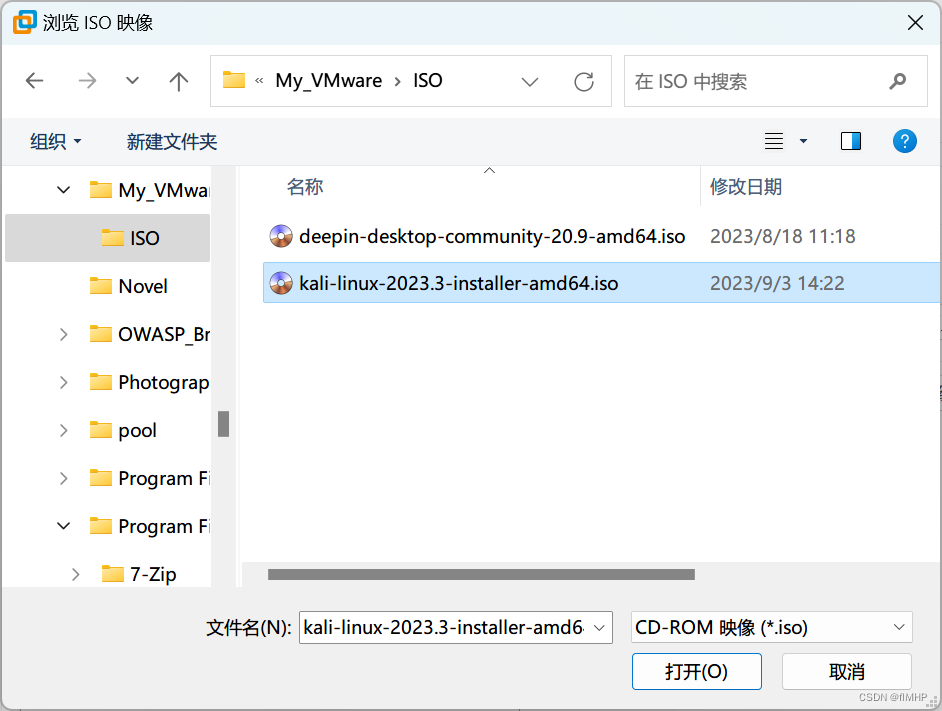 浏览 ISO 映像
« My_VMware › ISO
在 ISO 中搜索
组织
新建文件夹
?
My_VMwar
ISO
Novel
OWASP_Br
Photograp
pool
Program Fi
Program Fi
7-Zip
名称
修改日期
deepin-desktop-community-20.9-amd64.iso 2023/8/18 11:18
kali-linux-2023.3-installer-amd64.iso 2023/9/3 14:22
文件名(N): kali-linux-2023.3-installer-amd6
CD-ROM 映像 (*.iso)
打开(O)
取消
CSDN @flMHP